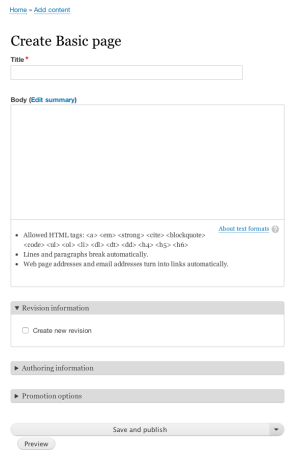 Home » Add content
Create Basic page
Title *
Body (Edit summary)
About text formats ?
• Allowed HTML tags: <a> <em> <strong> <cite> <blockquote>
<code> <ul> <ol> <li> <dl> <dt> <dd> <h4> <h5> <h6>
• Lines and paragraphs break automatically.
• Web page addresses and email addresses turn into links automatically.
▼ Revision information
Create new revision
► Authoring information
► Promotion options
Save and publish
Preview